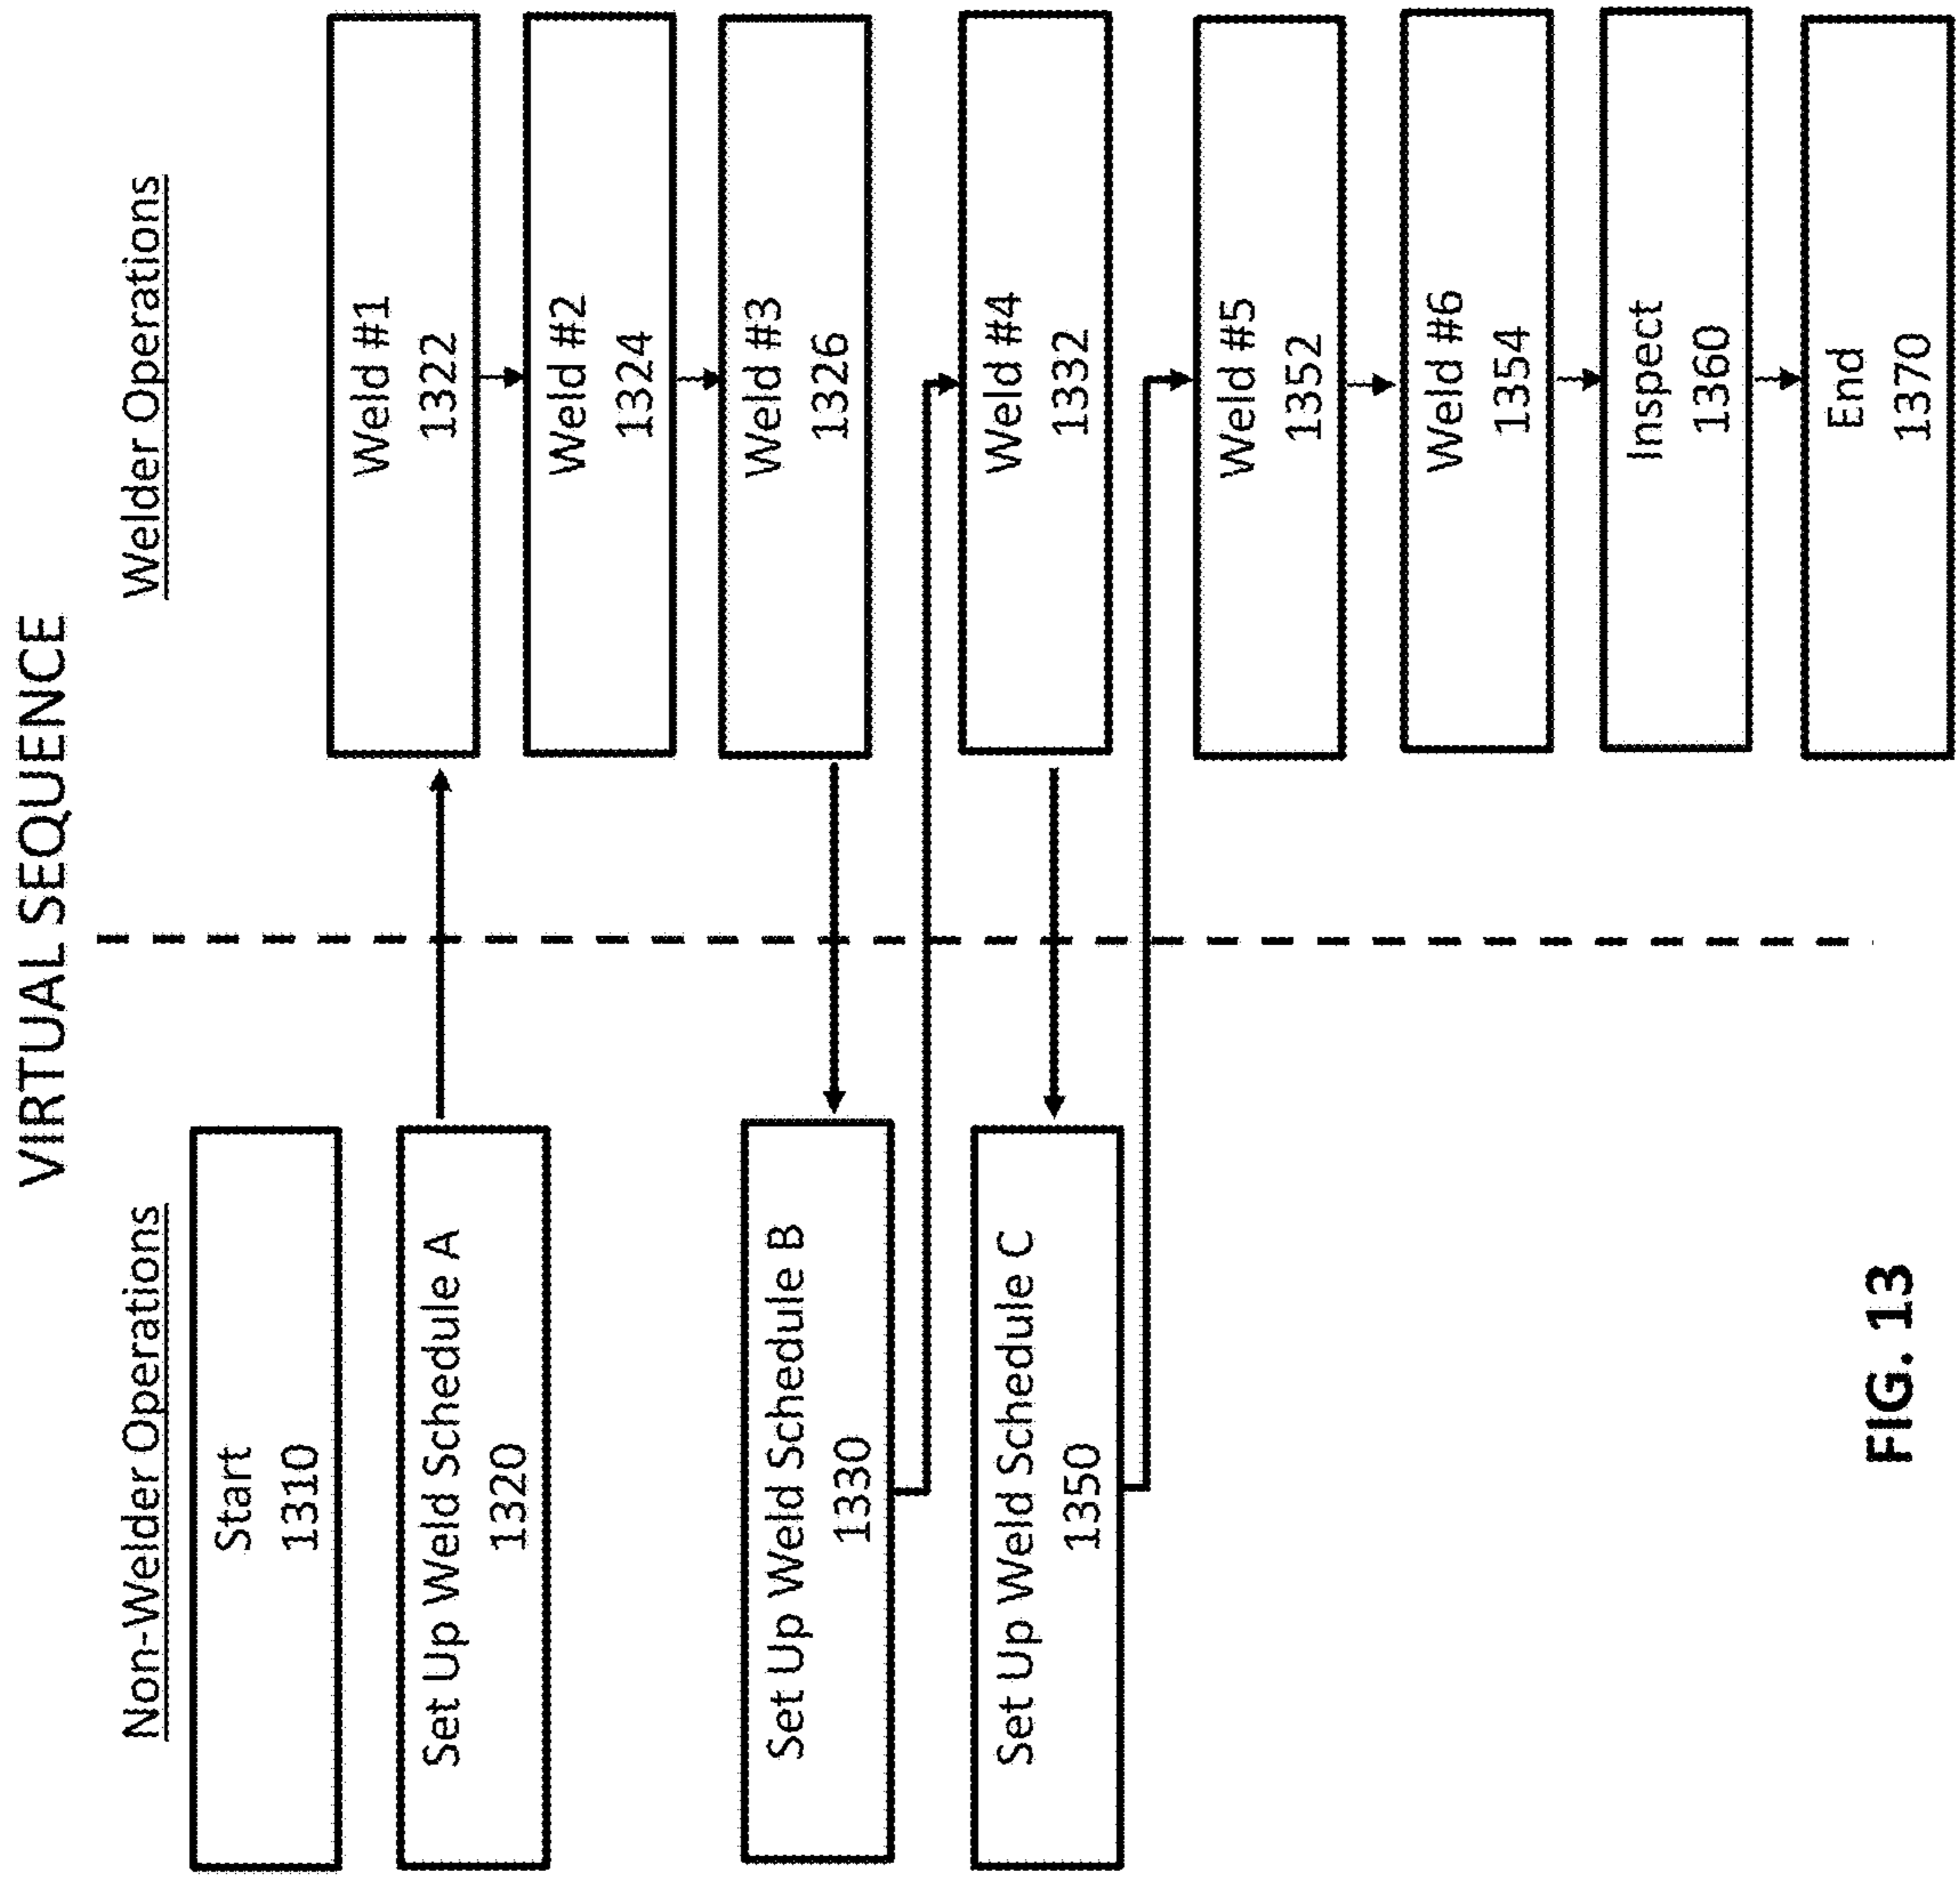 VIRTUAL SEQUENCE
Non-Welder Operations
Welder Operations
Start
1310
Set Up Weld Schedule A
1320
Weld #1
1322
Weld #2
1324
Weld #3
1326
Set Up Weld Schedule B
1330
Weld #4
1332
Set Up Weld Schedule C
1350
Weld #5
1352
Weld #6
1354
Inspect
1360
End
1370
FIG. 13